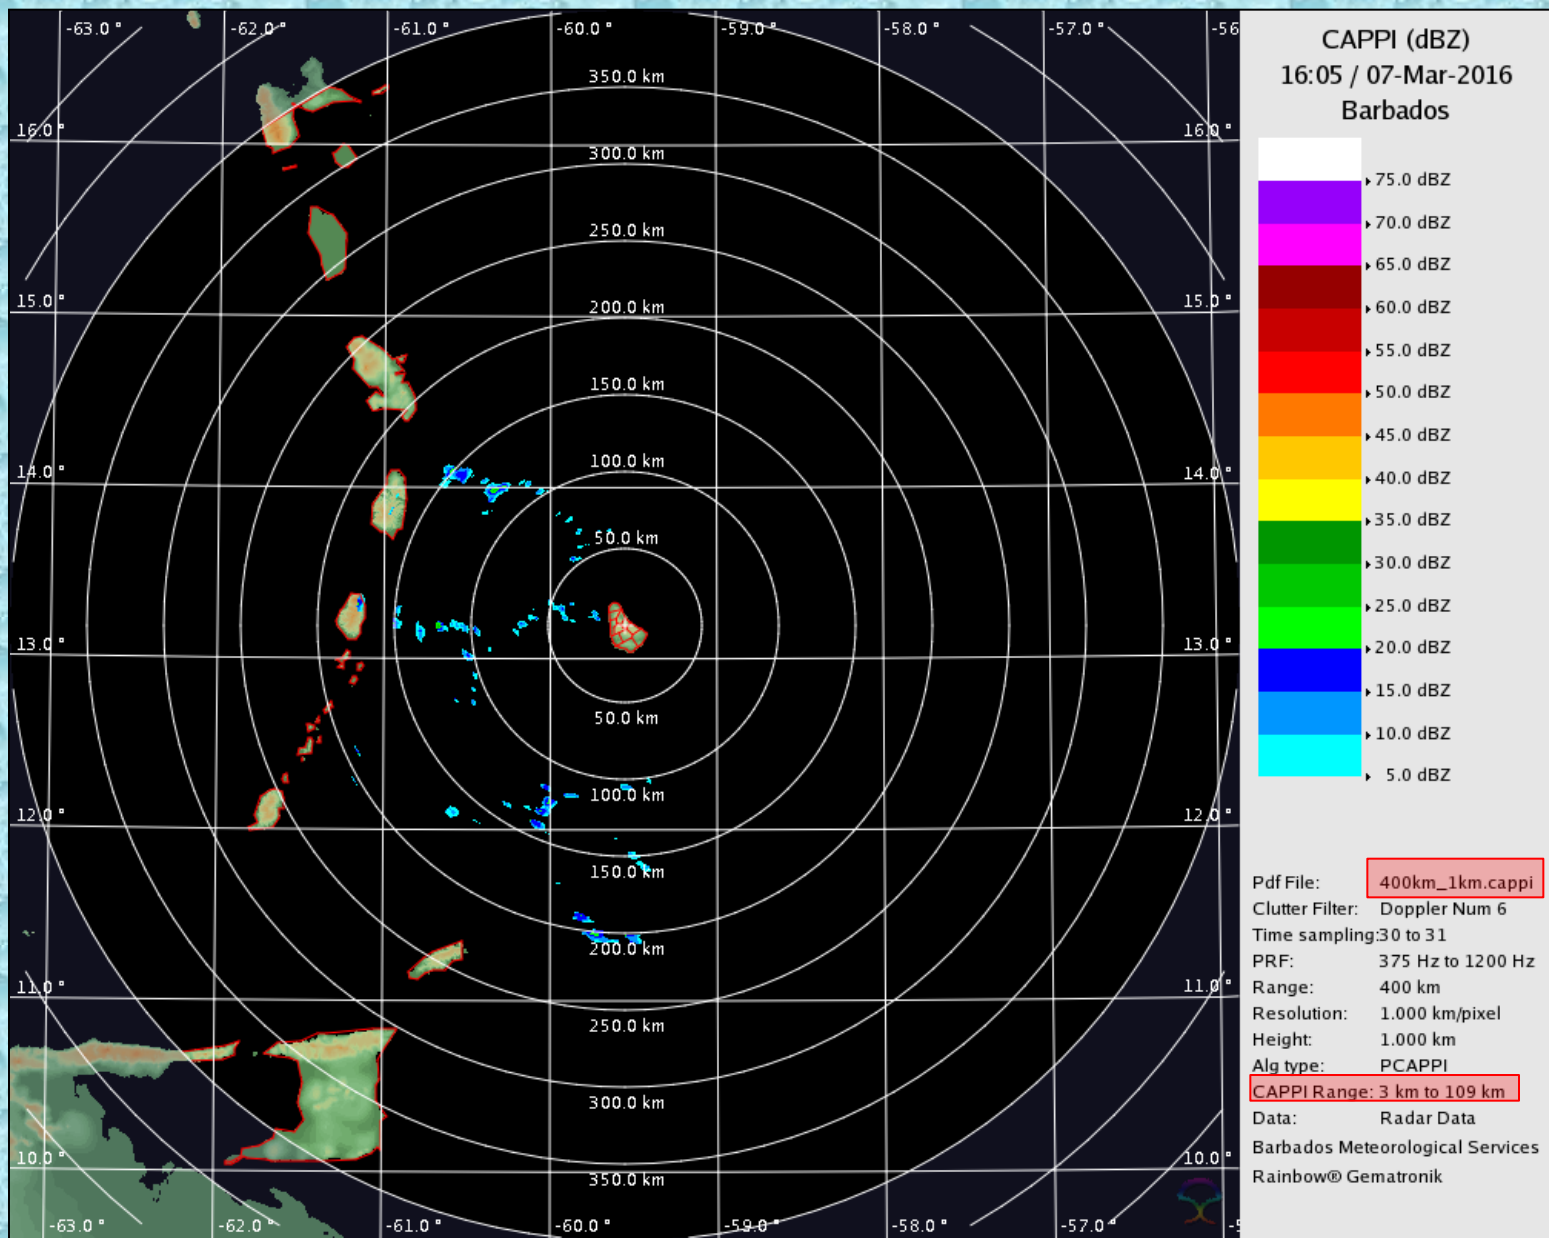 -63.0 °
-62.0 °
-61.0 °
-60.0 °
-59.0 °
-58.0 °
-57.0 °
-56
350.0 km
16.0 °
16.0 °
300.0 km
250.0 km
15.0 °
15.0 °
200.0 km
150.0 km
14.0 °
14.0 °
100.0 km
50.0 km
13.0 °
13.0 °
50.0 km
100.0 km
12.0 °
12.0 °
150.0 km
200.0 km
11.0 °
11.0 °
250.0 km
300.0 km
10.0 °
10.0 °
350.0 km
-63.0 °
-62.0 °
-61.0 °
-60.0 °
-59.0 °
-58.0 °
-57.0 °
CAPPI (dBZ)
16:05 / 07-Mar-2016
Barbados
75.0 dBZ
70.0 dBZ
65.0 dBZ
60.0 dBZ
55.0 dBZ
50.0 dBZ
45.0 dBZ
40.0 dBZ
35.0 dBZ
30.0 dBZ
25.0 dBZ
20.0 dBZ
15.0 dBZ
10.0 dBZ
5.0 dBZ
Pdf File: 400km_1km.cappi
Clutter Filter: Doppler Num 6
Time sampling:30 to 31
PRF: 375 Hz to 1200 Hz
Range: 400 km
Resolution: 1.000 km/pixel
Height: 1.000 km
Alg type: PCAPPI
CAPPI Range: 3 km to 109 km
Data: Radar Data
Barbados Meteorological Services
Rainbow® Gematronik